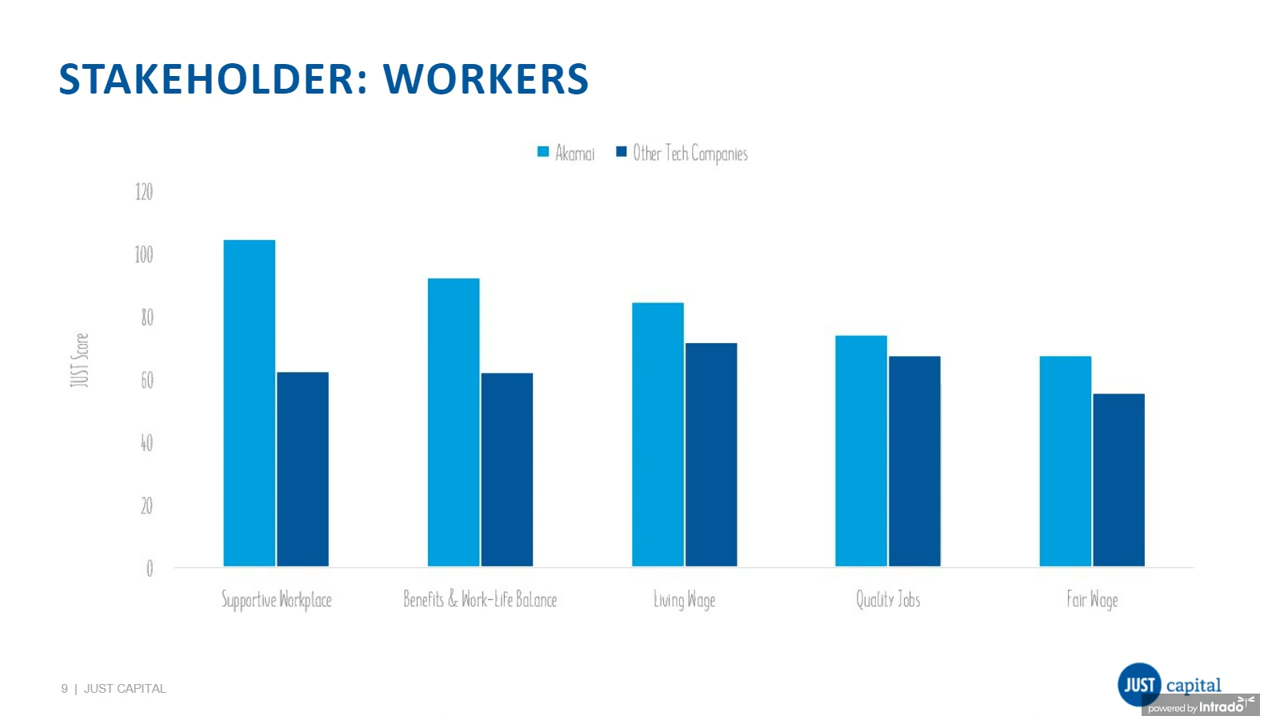 STAKEHOLDER: WORKERS
Akamai Other Tech Companies
120
100
80
60
40
20
0
JUST Score
Supportive Workplace Benefits & Work-Life Balance Living Wage Quality Jobs Fair Wage
9 | JUST CAPITAL
JUST capital
powered by Intrado